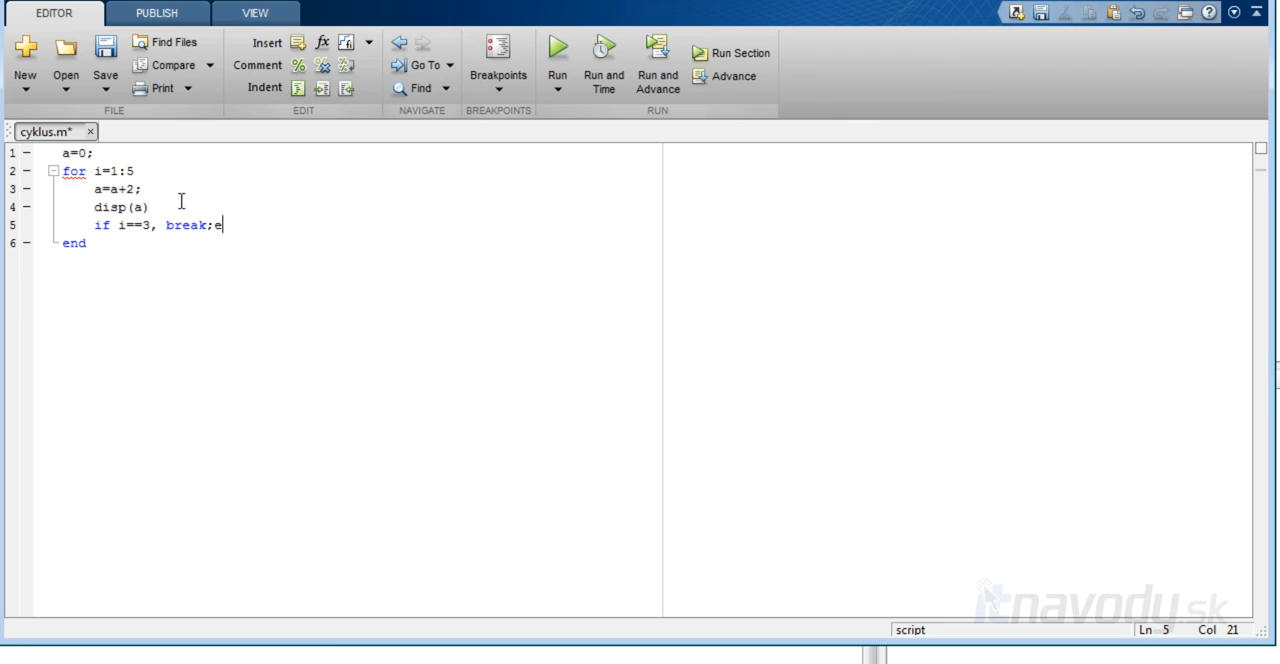 EDITOR PUBLISH VIEW
New
Open
Save
Find Files
Compare
Print
FILE
Insert fx
Comment
Indent
EDIT
Go To
Find
NAVIGATE
Breakpoints
BREAKPOINTS
Run
Run and
Time
Run and
Advance
Run Section
Advance
RUN
cyklus.m* ×
1 – a=0;
2 – for i=1:5
3 – a=a+2;
4 – disp(a)
5 if i==3, break;e
6 – end
itnavody.sk
script Ln 5 Col 21